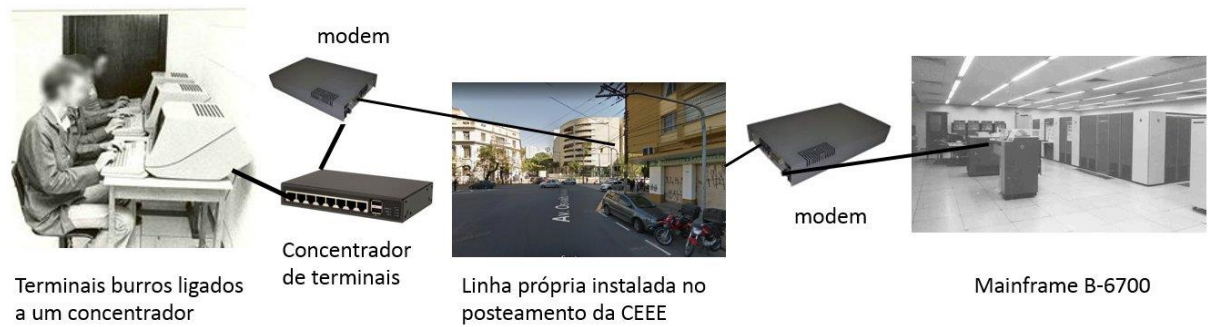 modem
Terminais burros ligados
a um concentrador
Concentrador
de terminais
Linha própria instalada no
posteamento da CEEE
modem
Mainframe B-6700